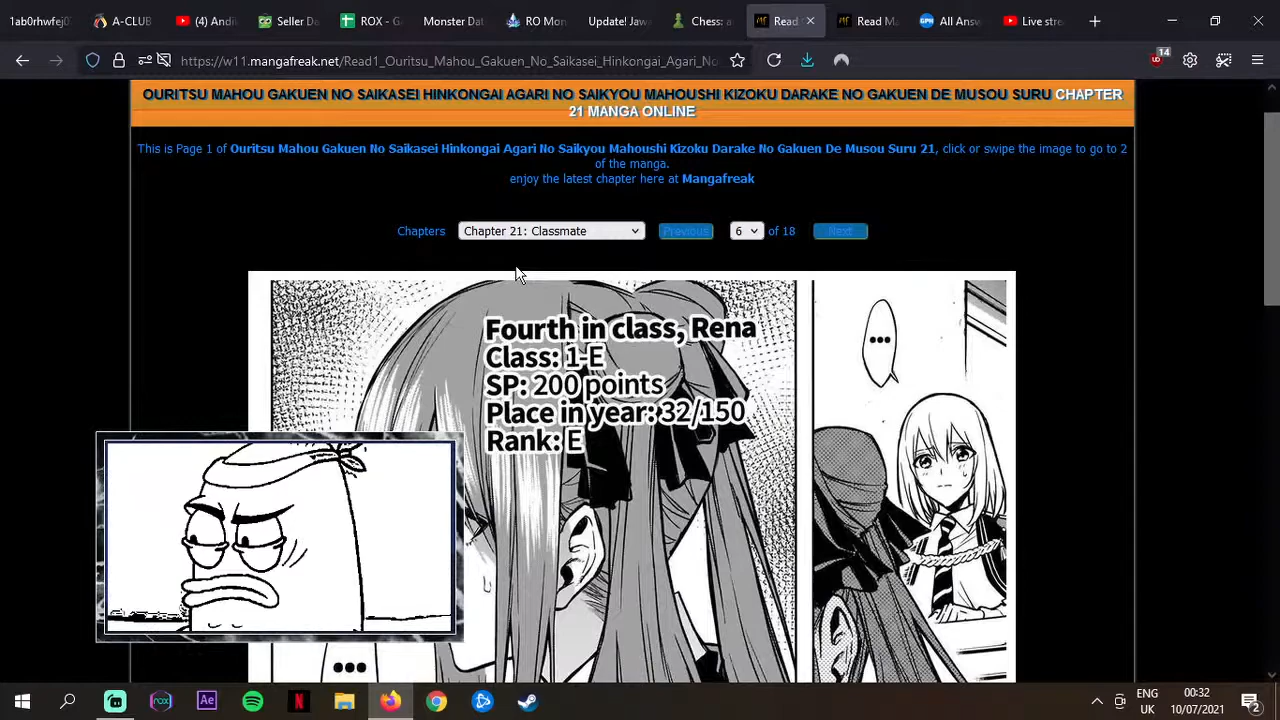 1ab0rhwfej0
A-CLUB
(4) Andi
Seller Da
ROX - G
Monster Dat
RO Mon
Update! Jaw
Chess: a
Read
Read Ma
All Answ
Live stre
https://w11.mangafreak.net/Read1_Ouritsu_Mahou_Gakuen_No_Saikasei_Hinkongai_Agari_No
14
OURITSU MAHOU GAKUEN NO SAIKASEI HINKONGAI AGARI NO SAIKYOU MAHOUSHI KIZOKU DARAKE NO GAKUEN DE MUSOU SURU CHAPTER
21 MANGA ONLINE
This is Page 1 of Ouritsu Mahou Gakuen No Saikasei Hinkongai Agari No Saikyou Mahoushi Kizoku Darake No Gakuen De Musou Suru 21, click or swipe the image to go to 2
of the manga.
enjoy the latest chapter here at Mangafreak
Chapters Chapter 21: Classmate Previous 6 of 18 Next
Fourth in class, Rena
Class: 1-E
SP: 200 points
Place in year: 32/150
Rank: E
...
...
ENG
UK
00:32
10/07/2021
2